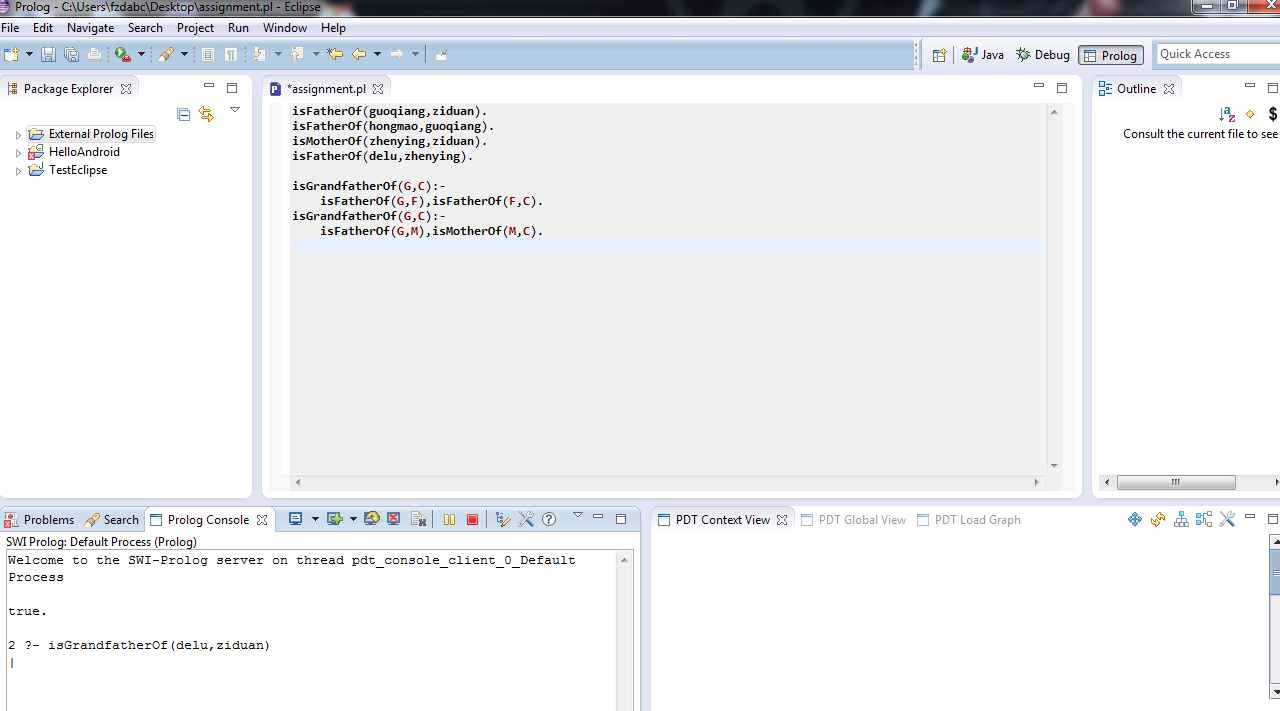 Prolog - C:\Users\fzdabc\Desktop\assignment.pl - Eclipse
File Edit Navigate Search Project Run Window Help
Java Debug Prolog Quick Access
Package Explorer
External Prolog Files
HelloAndroid
TestEclipse
*assignment.pl
isFatherOf(guoqiang,ziduan).
isFatherOf(hongmao,guoqiang).
isMotherOf(zhenying,ziduan).
isFatherOf(delu,zhenying).
isGrandfatherOf(G,C):-
isFatherOf(G,F),isFatherOf(F,C).
isGrandfatherOf(G,C):-
isFatherOf(G,M),isMotherOf(M,C).
Outline
Consult the current file to see
Problems Search Prolog Console
SWI Prolog: Default Process (Prolog)
Welcome to the SWI-Prolog server on thread pdt_console_client_0_Default
Process
true.
2 ?- isGrandfatherOf(delu,ziduan)
PDT Context View PDT Global View PDT Load Graph